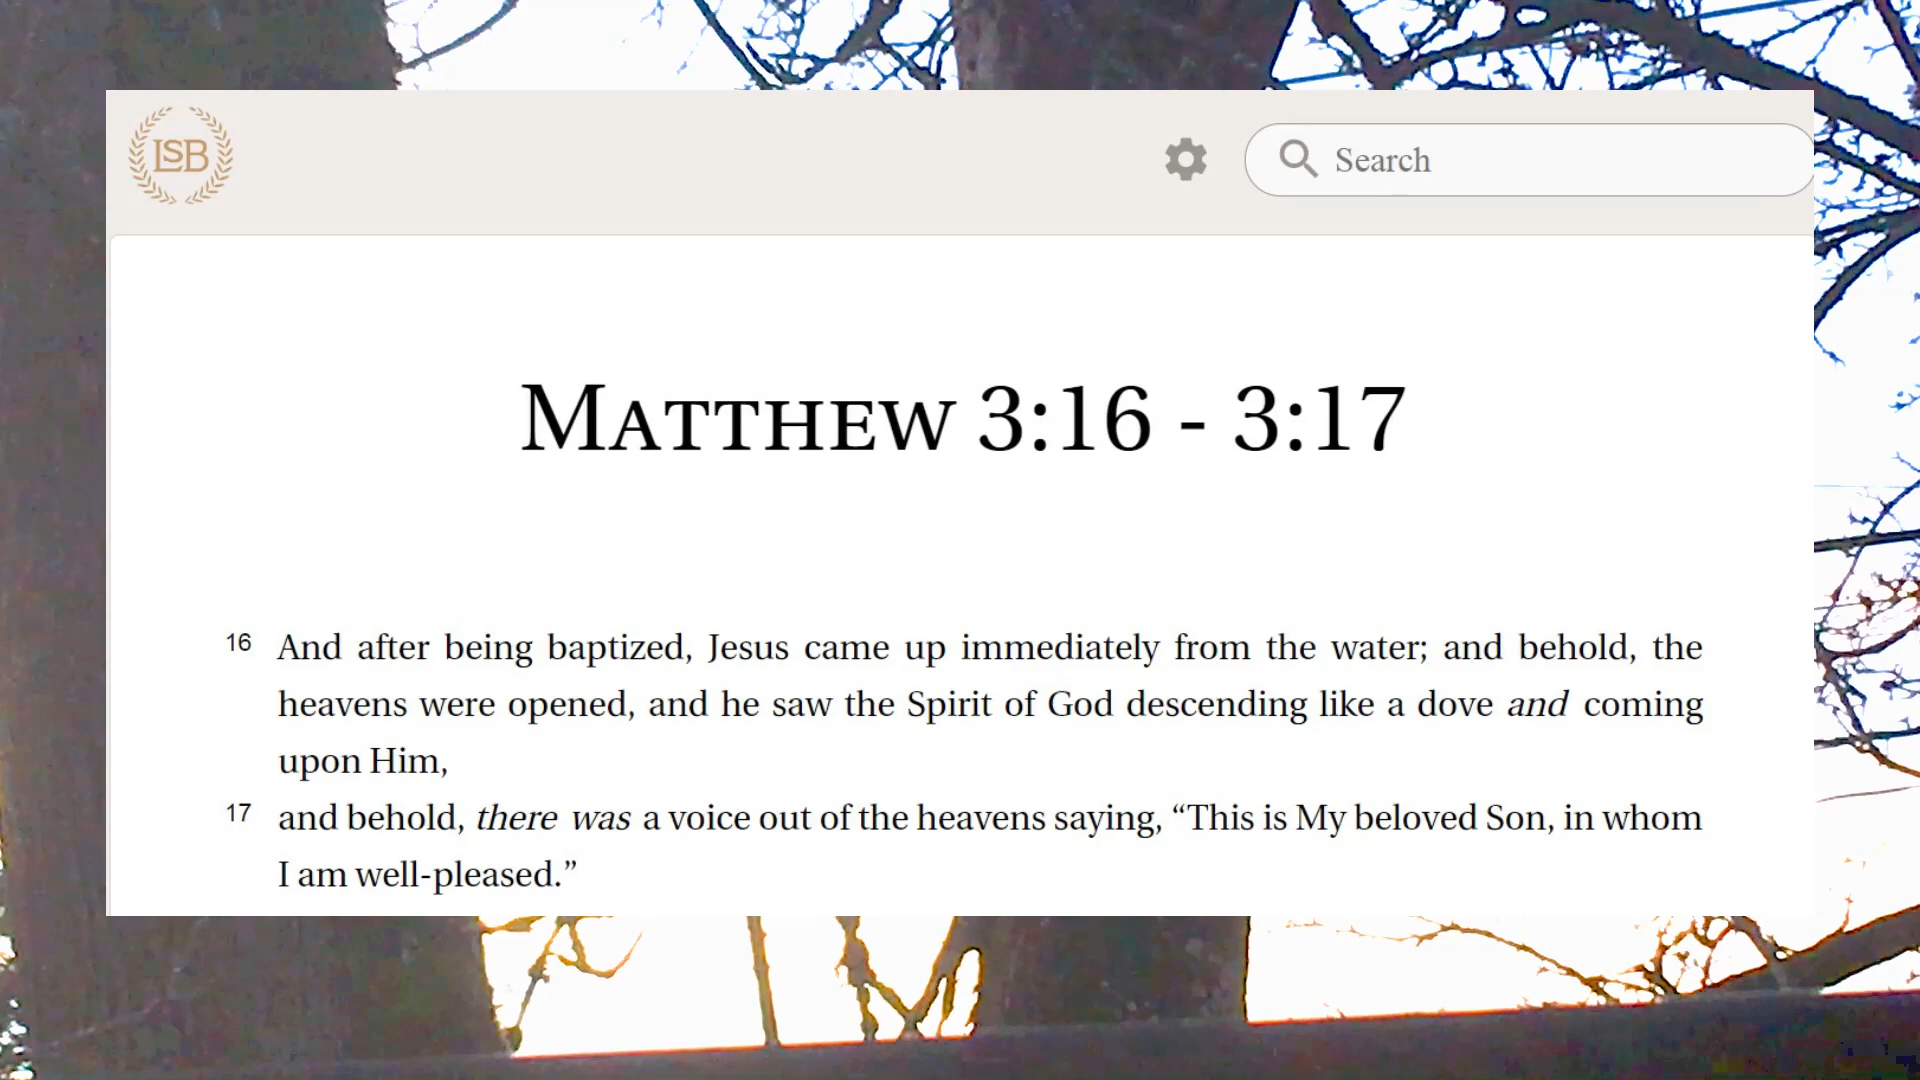 LSB
Search
Matthew 3:16 - 3:17
16 And after being baptized, Jesus came up immediately from the water; and behold, the
heavens were opened, and he saw the Spirit of God descending like a dove and coming
upon Him,
17 and behold, there was a voice out of the heavens saying, “This is My beloved Son, in whom
I am well-pleased.”